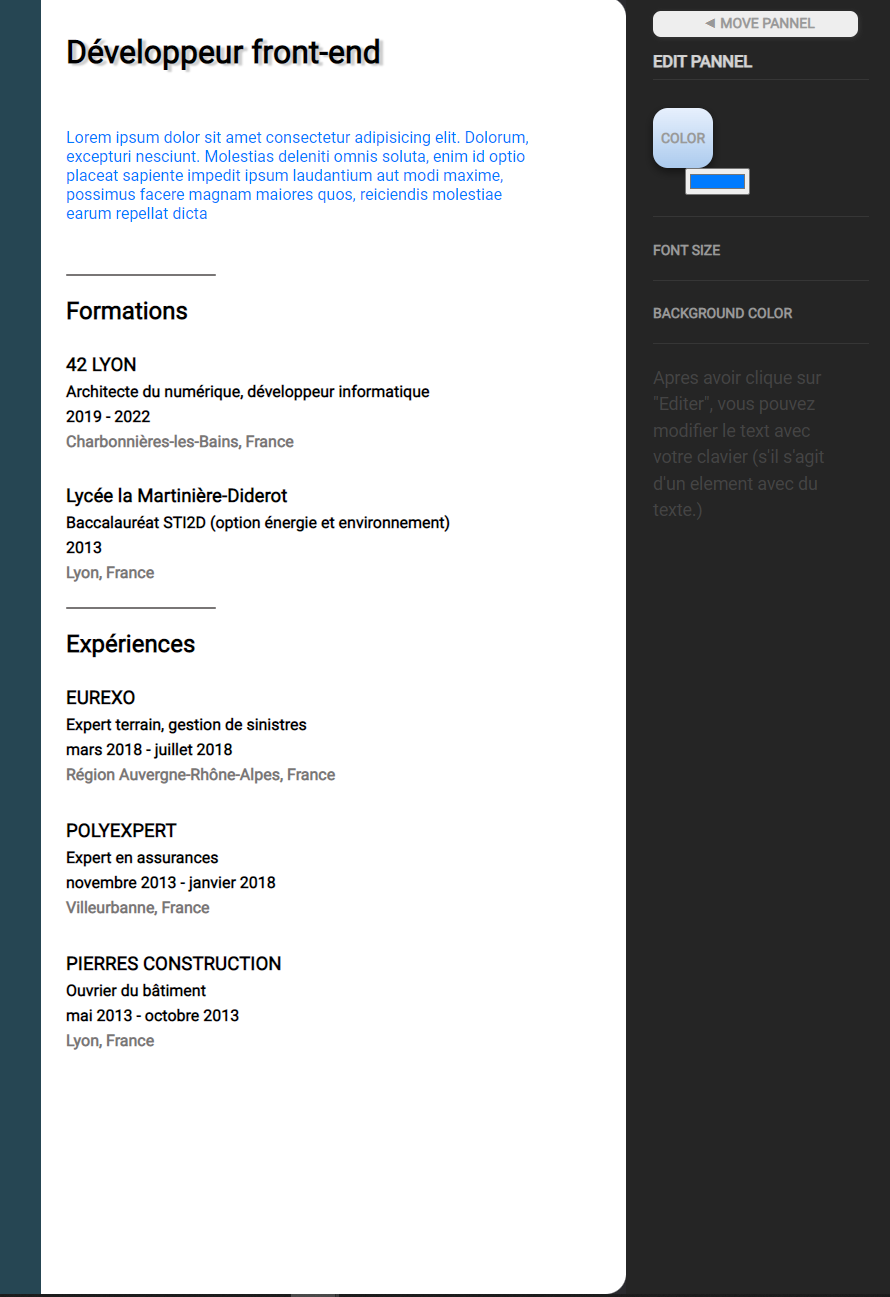 Développeur front-end
Lorem ipsum dolor sit amet consectetur adipisicing elit. Dolorum,
excepturi nesciunt. Molestias deleniti omnis soluta, enim id optio
placeat sapiente impedit ipsum laudantium aut modi maxime,
possimus facere magnam maiores quos, reiciendis molestiae
earum repellat dicta
Formations
42 LYON
Architecte du numérique, développeur informatique
2019 - 2022
Charbonnières-les-Bains, France
Lycée la Martinière-Diderot
Baccalauréat STI2D (option énergie et environnement)
2013
Lyon, France
Expériences
EUREXO
Expert terrain, gestion de sinistres
mars 2018 - juillet 2018
Région Auvergne-Rhône-Alpes, France
POLYEXPERT
Expert en assurances
novembre 2013 - janvier 2018
Villeurbanne, France
PIERRES CONSTRUCTION
Ouvrier du bâtiment
mai 2013 - octobre 2013
Lyon, France
◄ MOVE PANNEL
EDIT PANNEL
COLOR
FONT SIZE
BACKGROUND COLOR
Apres avoir clique sur
"Editer", vous pouvez
modifier le text avec
votre clavier (s'il s'agit
d'un element avec du
texte.)